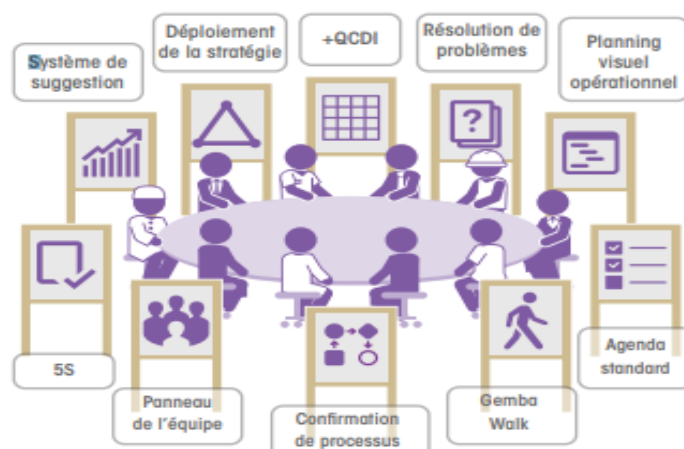 Système de
suggestion
Déploiement
de la stratégie
+QCDI
Résolution de
problèmes
Planning
visuel
opérationnel
?
5S
Panneau
de l'équipe
Confirmation
de processus
Gemba
Walk
Agenda
standard